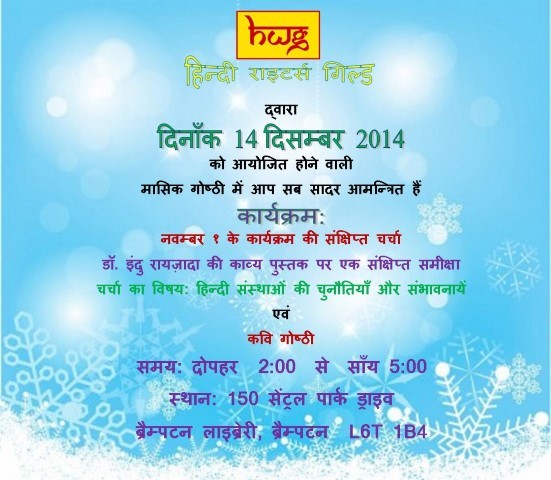 hwg
हिन्दी राइटर्स गिल्ड
द्वारा
दिनाँक 14 दिसम्बर 2014
को आयोजित होने वाली
मासिक गोष्ठी में आप सब सादर आमन्त्रित हैं
कार्यक्रम:
नवम्बर १ के कार्यक्रम की संक्षिप्त चर्चा
डॉ. इंदु रायज़ादा की काव्य पुस्तक पर एक संक्षिप्त समीक्षा
चर्चा का विषय: हिन्दी संस्थाओं की चुनौतियाँ और संभावनायें
एवं
कवि गोष्ठी
समय: दोपहर 2:00 से साँय 5:00
स्थान: 150 सेंट्रल पार्क ड्राइव
ब्रैम्पटन लाइब्रेरी, ब्रैम्पटन L6T 1B4